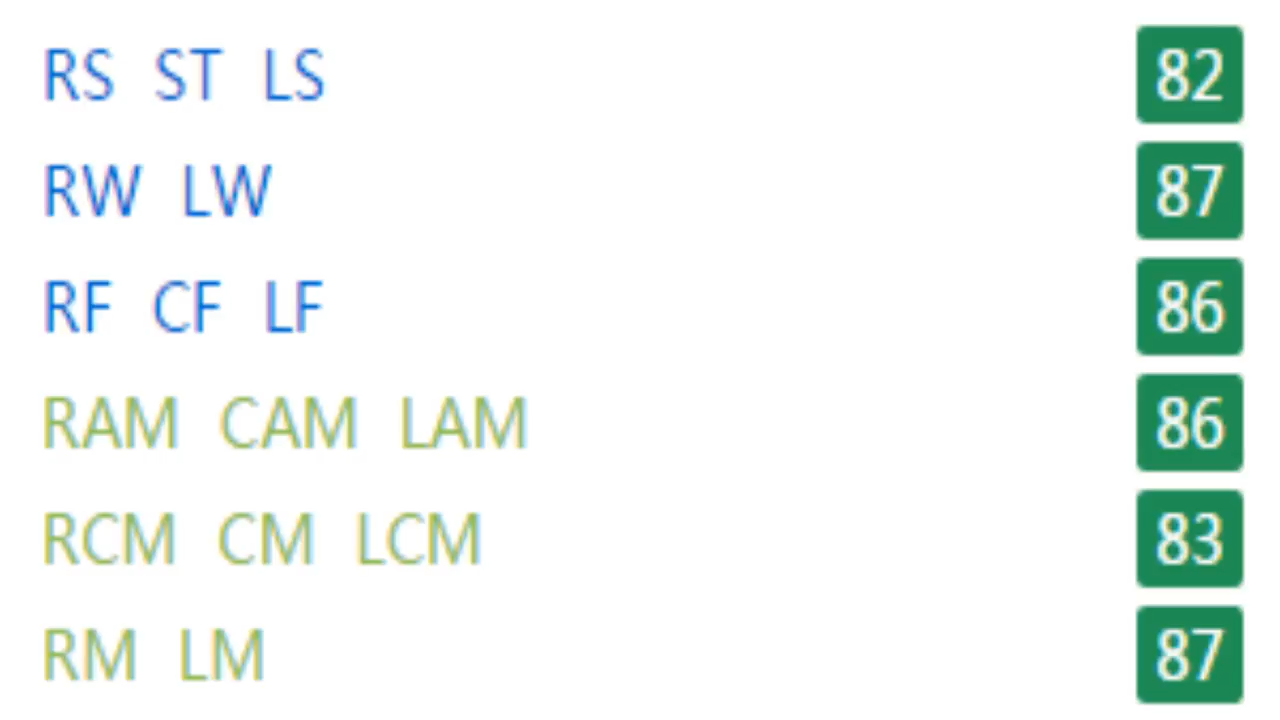 RS ST LS 82
RW LW 87
RF CF LF 86
RAM CAM LAM 86
RCM CM LCM 83
RM LM 87